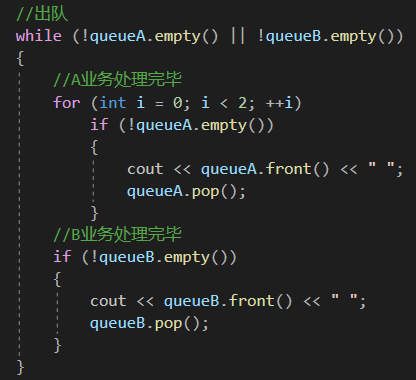 //出队
while (!queueA.empty() || !queueB.empty())
{
    //A业务处理完毕
    for (int i = 0; i < 2; ++i)
        if (!queueA.empty())
        {
            cout << queueA.front() << " ";
            queueA.pop();
        }
    //B业务处理完毕
    if (!queueB.empty())
    {
        cout << queueB.front() << " ";
        queueB.pop();
    }
}